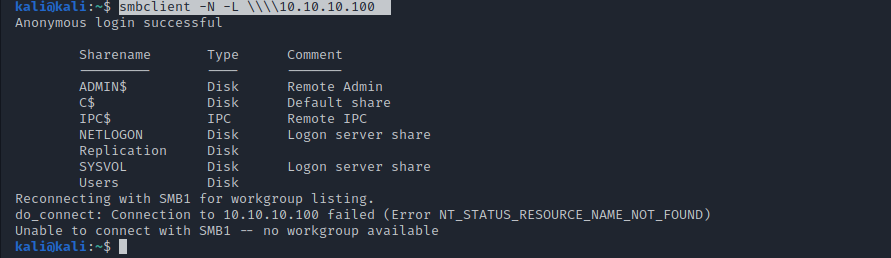 kali@kali:~$ smbclient -N -L \\\\10.10.10.100
Anonymous login successful
Sharename Type Comment
--------- ---- -------
ADMIN$ Disk Remote Admin
C$ Disk Default share
IPC$ IPC Remote IPC
NETLOGON Disk Logon server share
Replication Disk
SYSVOL Disk Logon server share
Users Disk
Reconnecting with SMB1 for workgroup listing.
do_connect: Connection to 10.10.10.100 failed (Error NT_STATUS_RESOURCE_NAME_NOT_FOUND)
Unable to connect with SMB1 -- no workgroup available
kali@kali:~$